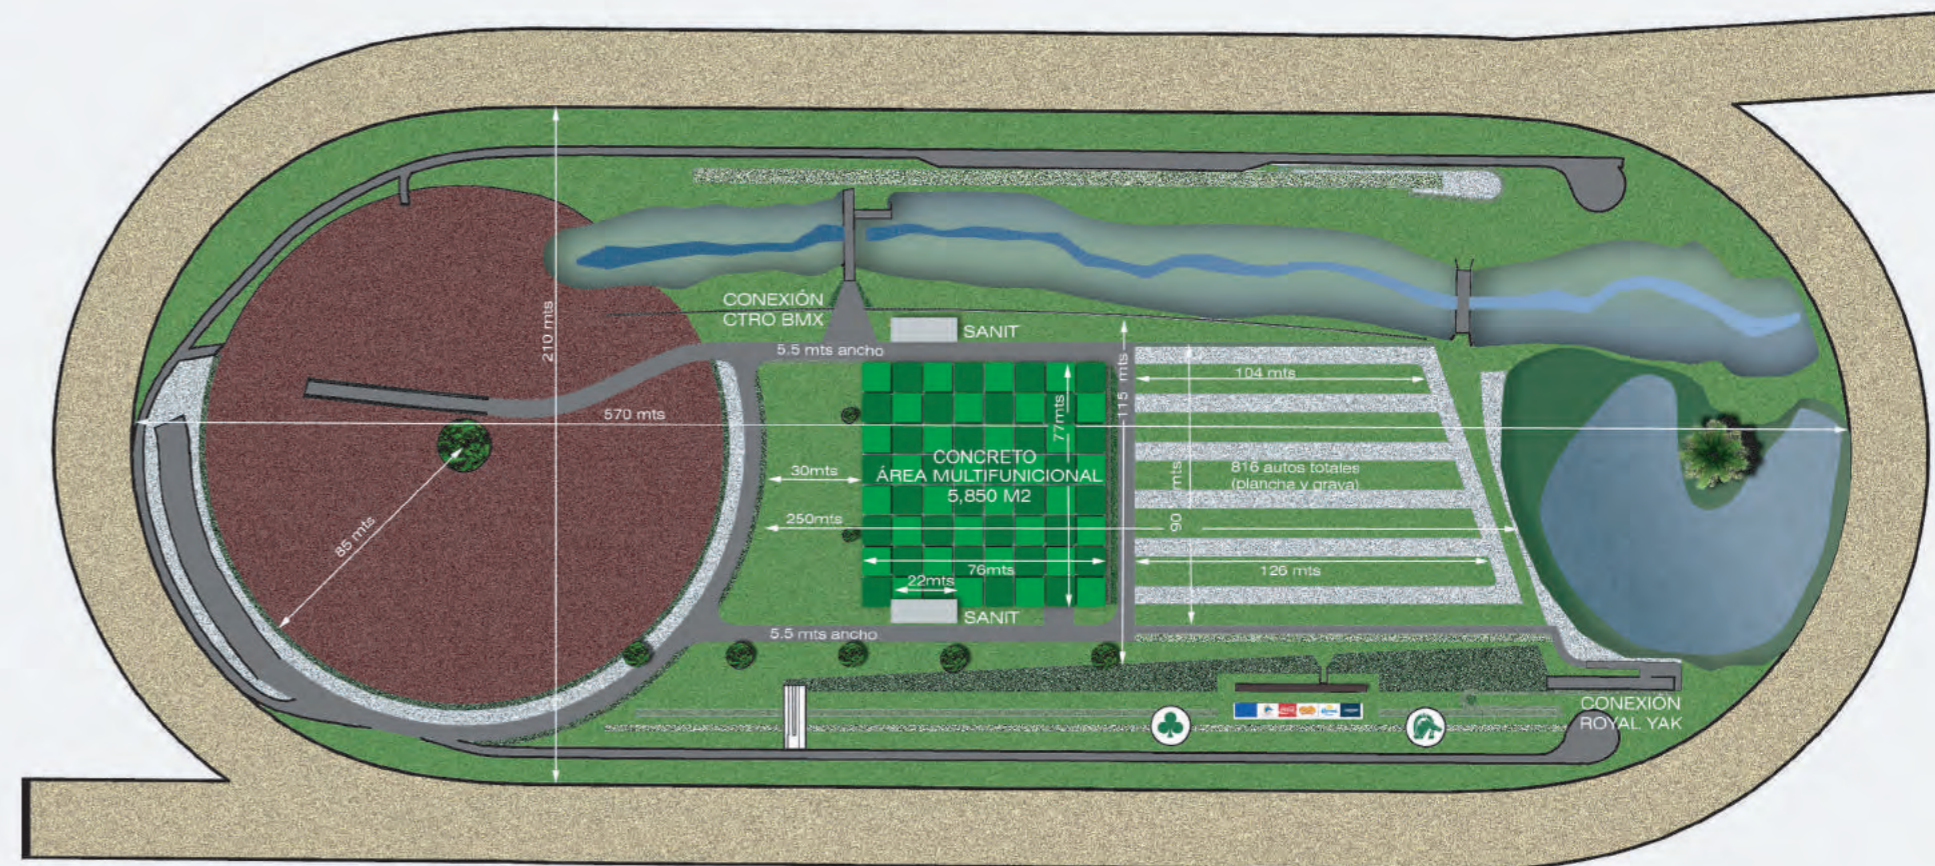 CONEXIÓN
CTRO BMX
SANIT
5.5 mts ancho
210 mts
115 mts
104 mts
570 mts
77mts
CONCRETO
ÁREA MULTIFUNICIONAL
5,850 M2
30mts
816 autos totales
(plancha y grava)
90 mts
250mts
85 mts
76mts
126 mts
22mts
SANIT
5.5 mts ancho
CONEXIÓN
ROYAL YAK